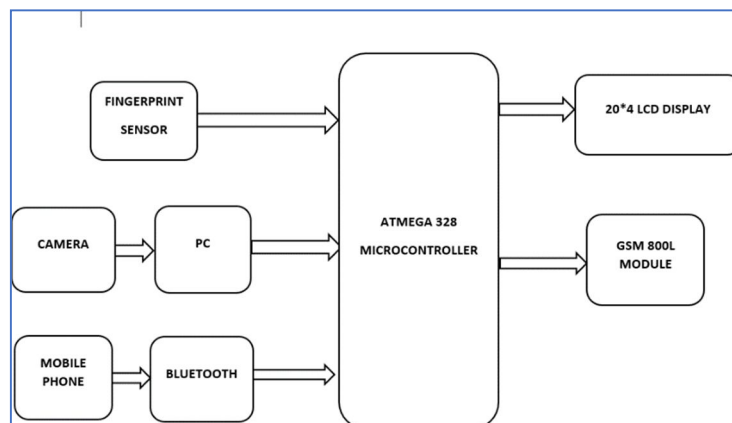 FINGERPRINT
SENSOR
20*4 LCD DISPLAY
CAMERA
PC
ATMEGA 328
MICROCONTROLLER
GSM 800L
MODULE
MOBILE
PHONE
BLUETOOTH